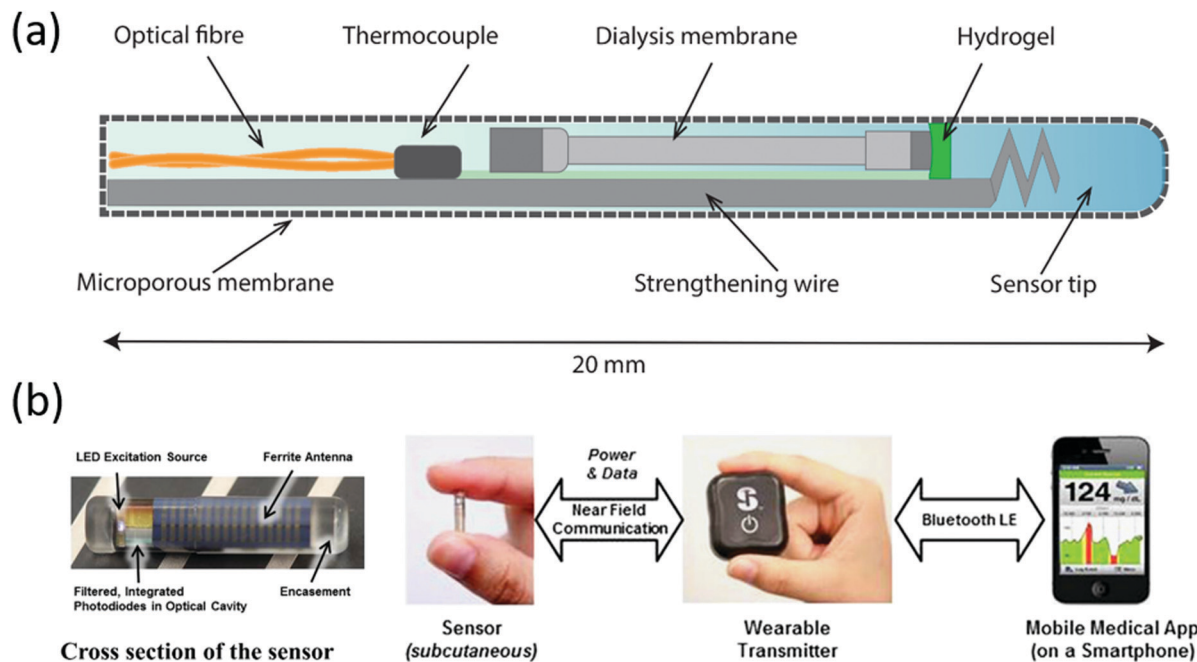 (a)
Optical fibre
Thermocouple
Dialysis membrane
Hydrogel
Microporous membrane
Strengthening wire
Sensor tip
20 mm
(b)
LED Excitation Source
Ferrite Antenna
Filtered, Integrated
Photodiodes in Optical Cavity
Encasement
Cross section of the sensor
Power
& Data
Near Field
Communication
Bluetooth LE
124
mg / dL
Sensor
(subcutaneous)
Wearable
Transmitter
Mobile Medical App
(on a Smartphone)